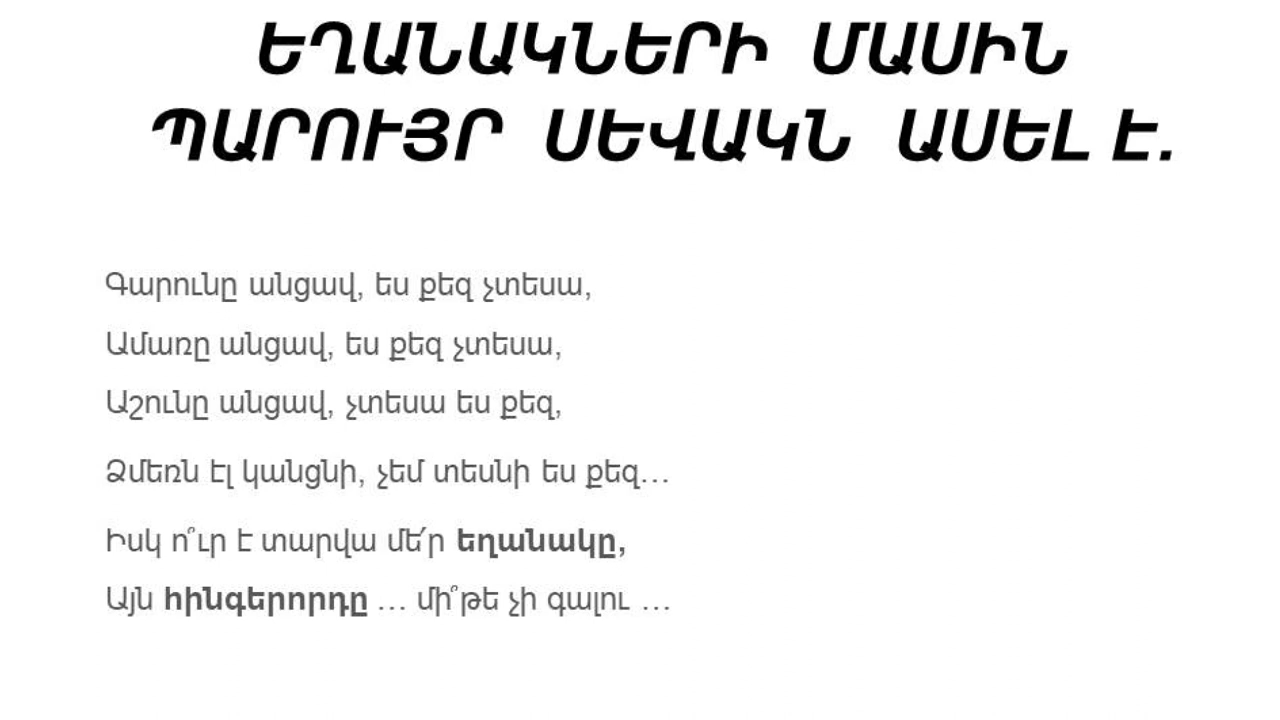 ԵՂԱՆԱԿՆԵՐԻ ՄԱՍԻՆ
ՊԱՐՈՒՅՐ ՍԵՎԱԿՆ ԱՍԵԼ Է.
Գարունը անցավ, ես քեզ չտեսա,
Ամառը անցավ, ես քեզ չտեսա,
Աշունը անցավ, չտեսա ես քեզ,
Ձմեռն էլ կանցնի, չեմ տեսնի ես քեզ…
Իսկ ո՞ւր է տարվա մե՛ր եղանակը,
Այն հինգերորդը … մի՞թե չի գալու …